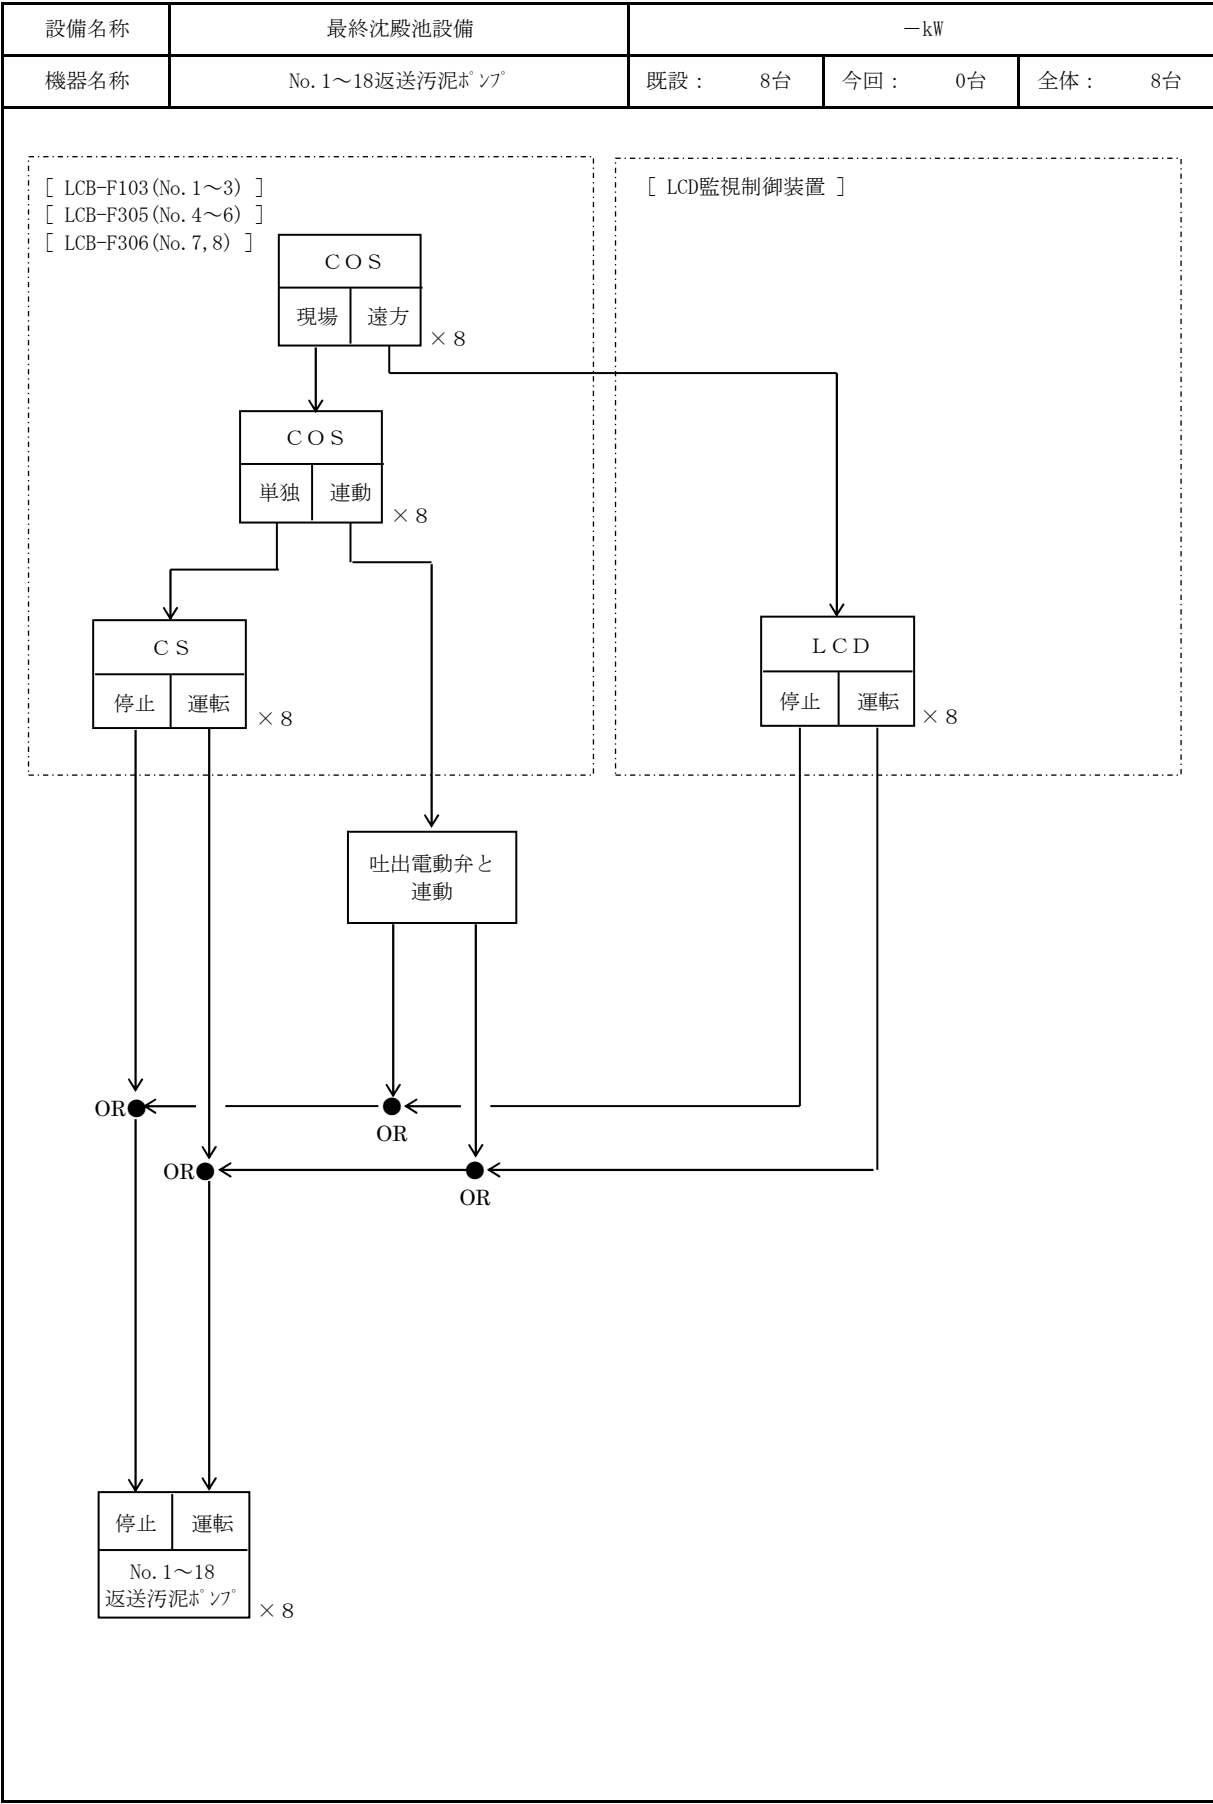 設備名称 最終沈殿池設備 －kW
機器名称 No.1～18返送汚泥ﾎﾟﾝﾌﾟ 既設： 8台 今回： 0台 全体： 8台
[ LCB-F103(No.1～3) ]
[ LCB-F305(No.4～6) ]
[ LCB-F306(No.7,8) ]
[ LCD監視制御装置 ]
ＣＯＳ
現場 遠方
×８
ＣＯＳ
単独 連動
×８
ＣＳ
停止 運転
×８
ＬＣＤ
停止 運転
×８
吐出電動弁と
連動
OR
OR
OR
OR
停止 運転
No.1～18
返送汚泥ﾎﾟﾝﾌﾟ
×８